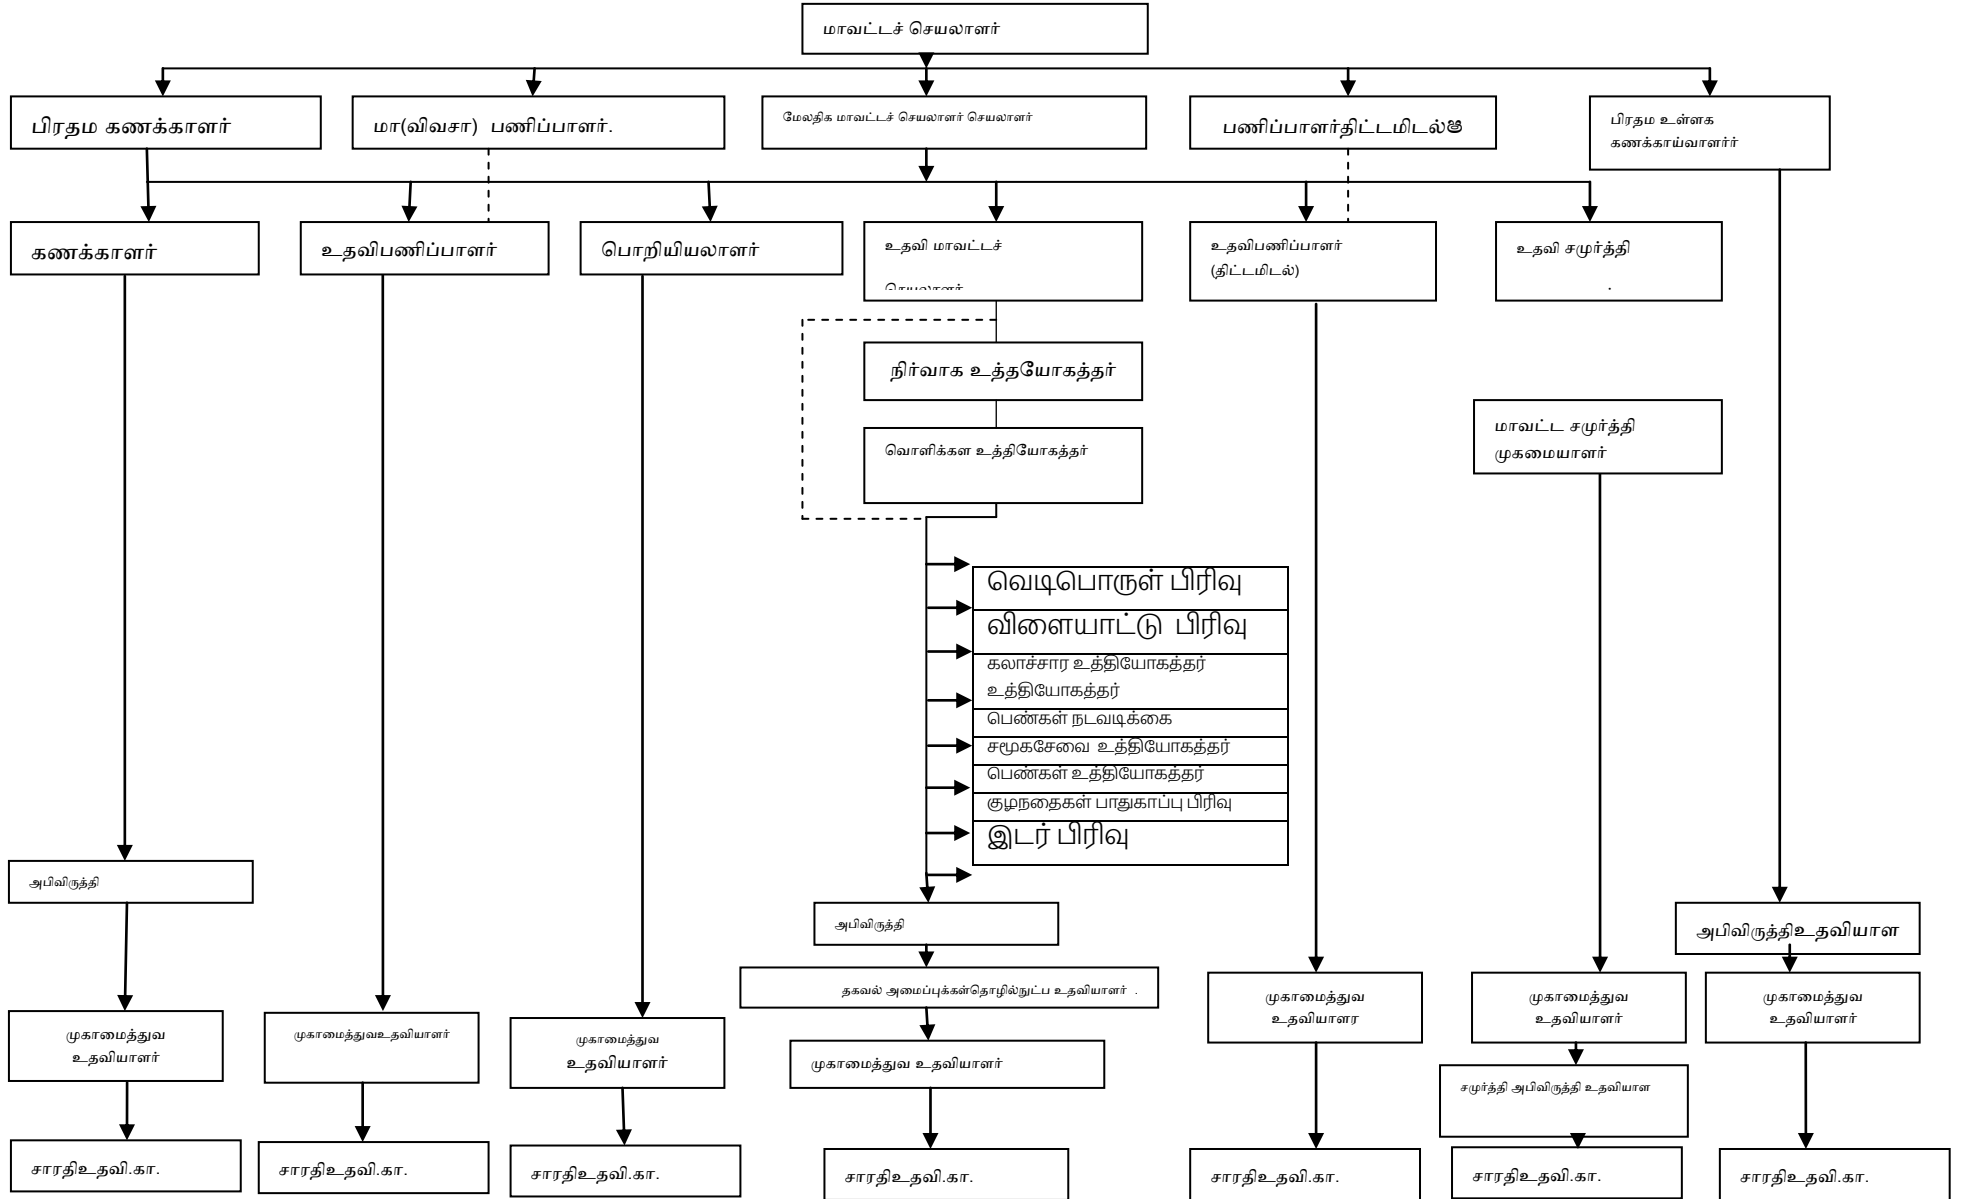 மாவட்டச் செயலாளர்
பிரதம கணக்காளர்
மா(விவசா) பணிப்பாளர்.
மேலதிக மாவட்டச் செயலாளர் செயலாளர்
பணிப்பாளர்திட்டமிடல்
பிரதம உள்ளக
கணக்காய்வாளர்ர்
கணக்காளர்
உதவிபணிப்பாளர்
பொறியியலாளர்
உதவி மாவட்டச்
செயலாளர்
உதவிபணிப்பாளர்
(திட்டமிடல்)
உதவி சமுர்த்தி
.
நிர்வாக உத்தயோகத்தர்
வொளிக்கள உத்தியோகத்தர்
மாவட்ட சமுர்த்தி
முகமையாளர்
வெடிபொருள் பிரிவு
விளையாட்டு பிரிவு
கலாச்சார உத்தியோகத்தர்
உத்தியோகத்தர்
பெண்கள் நடவடிக்கை
சமூகசேவை உத்தியோகத்தர்
பெண்கள் உத்தியோகத்தர்
குழநதைகள் பாதுகாப்பு பிரிவு
இடர் பிரிவு
அபிவிருத்தி
அபிவிருத்தி
அபிவிருத்திஉதவியாள
தகவல் அமைப்புக்கள்தொழில்நுட்ப உதவியாளர் .
முகாமைத்துவ
உதவியாளர்
முகாமைத்துவஉதவியாளர்
முகாமைத்துவ
உதவியாளர்
முகாமைத்துவ உதவியாளர்
முகாமைத்துவ
உதவியாளர
முகாமைத்துவ
உதவியாளர்
முகாமைத்துவ
உதவியாளர்
சமுர்த்தி அபிவிருத்தி உதவியாள
சாரதிஉதவி.கா.
சாரதிஉதவி.கா.
சாரதிஉதவி.கா.
சாரதிஉதவி.கா.
சாரதிஉதவி.கா.
சாரதிஉதவி.கா.
சாரதிஉதவி.கா.